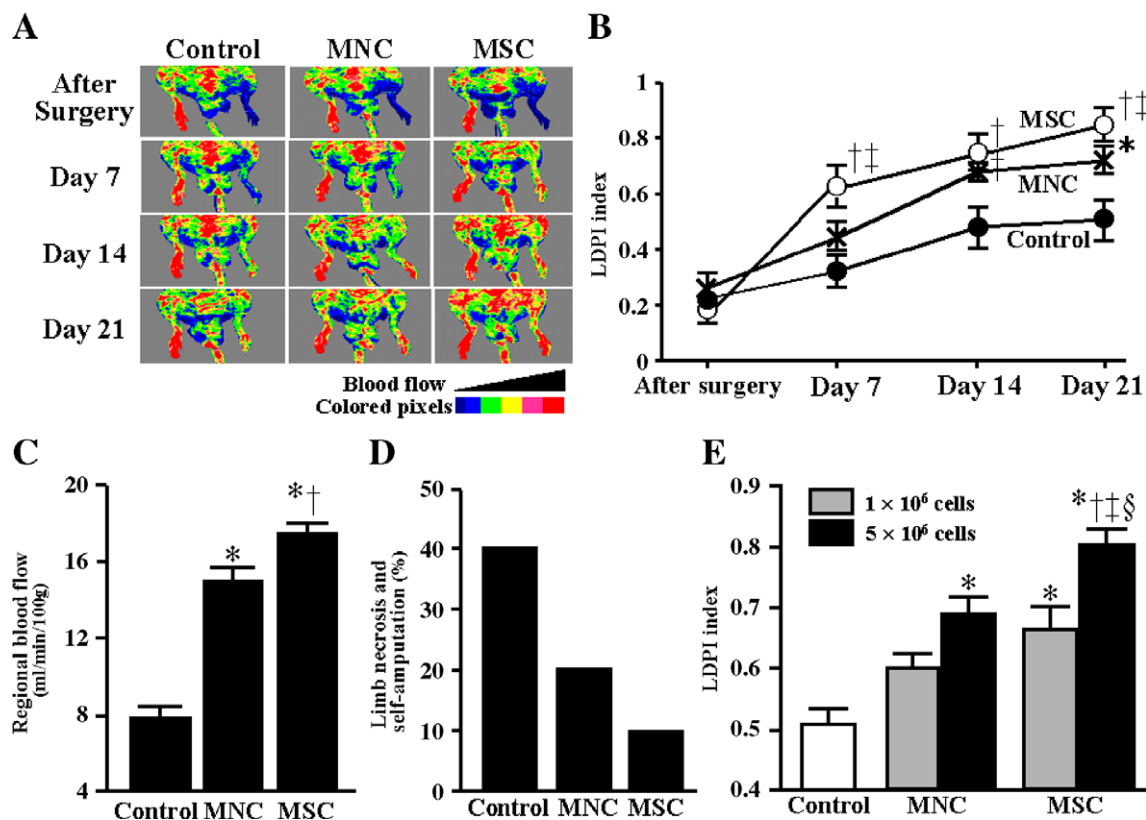 A
Control MNC MSC
After
Surgery
Day 7
Day 14
Day 21
Blood flow
Colored pixels
B
LDPI index
1
0.8
0.6
0.4
0.2
0
MSC
MNC
Control
†‡
†
‡
†‡
*
After surgery Day 7 Day 14 Day 21
C
Regional blood flow
(ml/min/100g)
20
16
12
8
4
*
*†
Control MNC MSC
D
Limb necrosis and
self-amputation (%)
50
40
30
20
10
0
Control MNC MSC
E
LDPI index
0.9
0.8
0.7
0.6
0.5
0.4
1 × 10⁶ cells
5 × 10⁶ cells
*
*
*†‡§
Control MNC MSC